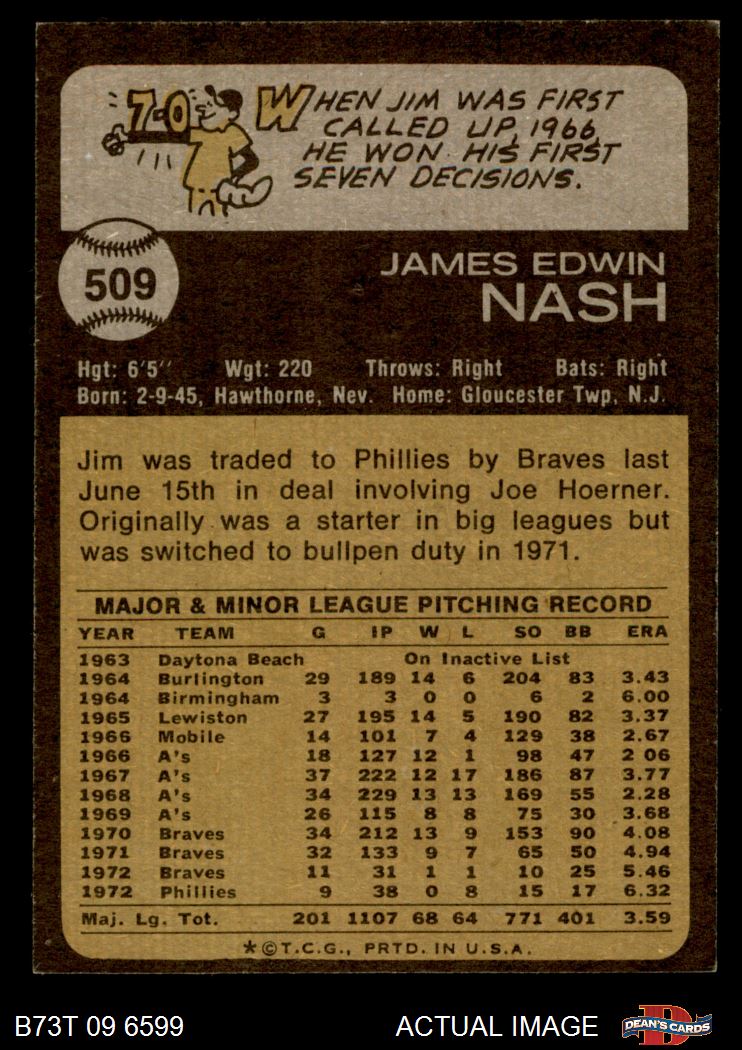 7-0
WHEN JIM WAS FIRST
CALLED UP, 1966,
HE WON HIS FIRST
SEVEN DECISIONS.
509
JAMES EDWIN
NASH
Hgt: 6'5'' Wgt: 220 Throws: Right Bats: Right
Born: 2-9-45, Hawthorne, Nev. Home: Gloucester Twp, N.J.
Jim was traded to Phillies by Braves last
June 15th in deal involving Joe Hoerner.
Originally was a starter in big leagues but
was switched to bullpen duty in 1971.
MAJOR & MINOR LEAGUE PITCHING RECORD
YEAR TEAM G IP W L SO BB ERA
1963 Daytona Beach On Inactive List
1964 Burlington 29 189 14 6 204 83 3.43
1964 Birmingham 3 3 0 0 6 2 6.00
1965 Lewiston 27 195 14 5 190 82 3.37
1966 Mobile 14 101 7 4 129 38 2.67
1966 A's 18 127 12 1 98 47 2 06
1967 A's 37 222 12 17 186 87 3.77
1968 A's 34 229 13 13 169 55 2.28
1969 A's 26 115 8 8 75 30 3.68
1970 Braves 34 212 13 9 153 90 4.08
1971 Braves 32 133 9 7 65 50 4.94
1972 Braves 11 31 1 1 10 25 5.46
1972 Phillies 9 38 0 8 15 17 6.32
Maj. Lg. Tot. 201 1107 68 64 771 401 3.59
*©T.C.G., PRTD. IN U.S.A.
B73T 09 6599 ACTUAL IMAGE D DEAN'S CARDS